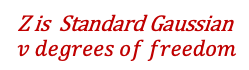 Z is Standard Gaussian
v degrees of freedom